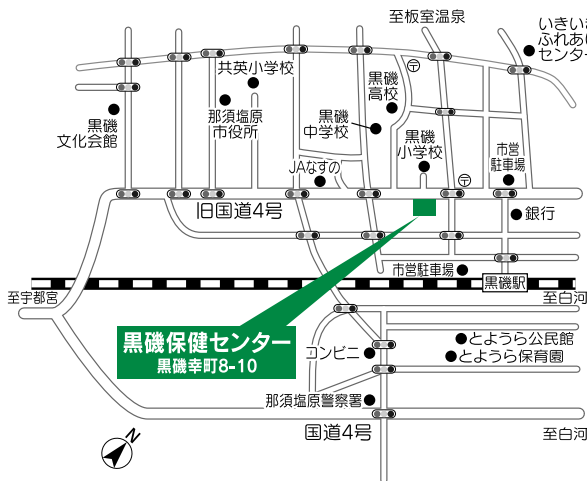 至板室温泉
いきいき
ふれあい
センター
共英小学校
黒磯
高校
那須塩原
市役所
黒磯
中学校
黒磯
文化会館
黒磯
小学校
市営
駐車場
JAなすの
旧国道4号
銀行
市営駐車場
黒磯駅
至宇都宮
至白河
黒磯保健センター
黒磯幸町8-10
コンビニ
とようら公民館
とようら保育園
那須塩原警察署
国道4号
至白河
N